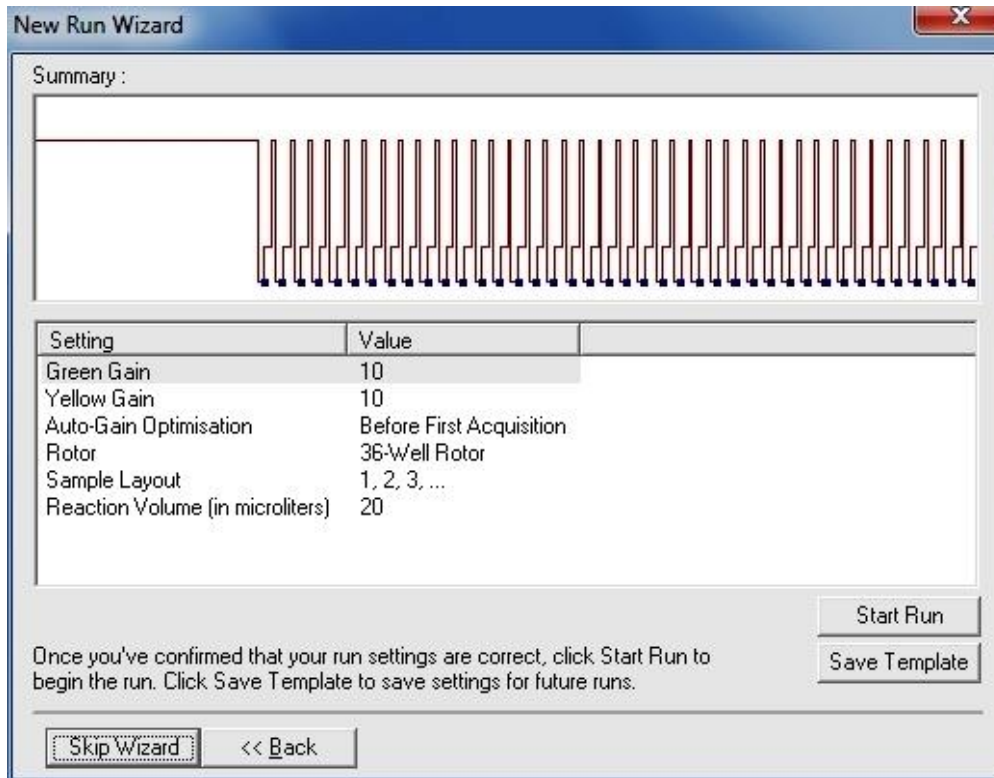 New Run Wizard
Summary :
Setting Value
Green Gain 10
Yellow Gain 10
Auto-Gain Optimisation Before First Acquisition
Rotor 36-Well Rotor
Sample Layout 1, 2, 3, ...
Reaction Volume (in microliters) 20
Start Run
Once you've confirmed that your run settings are correct, click Start Run to
begin the run. Click Save Template to save settings for future runs.
Save Template
Skip Wizard << Back